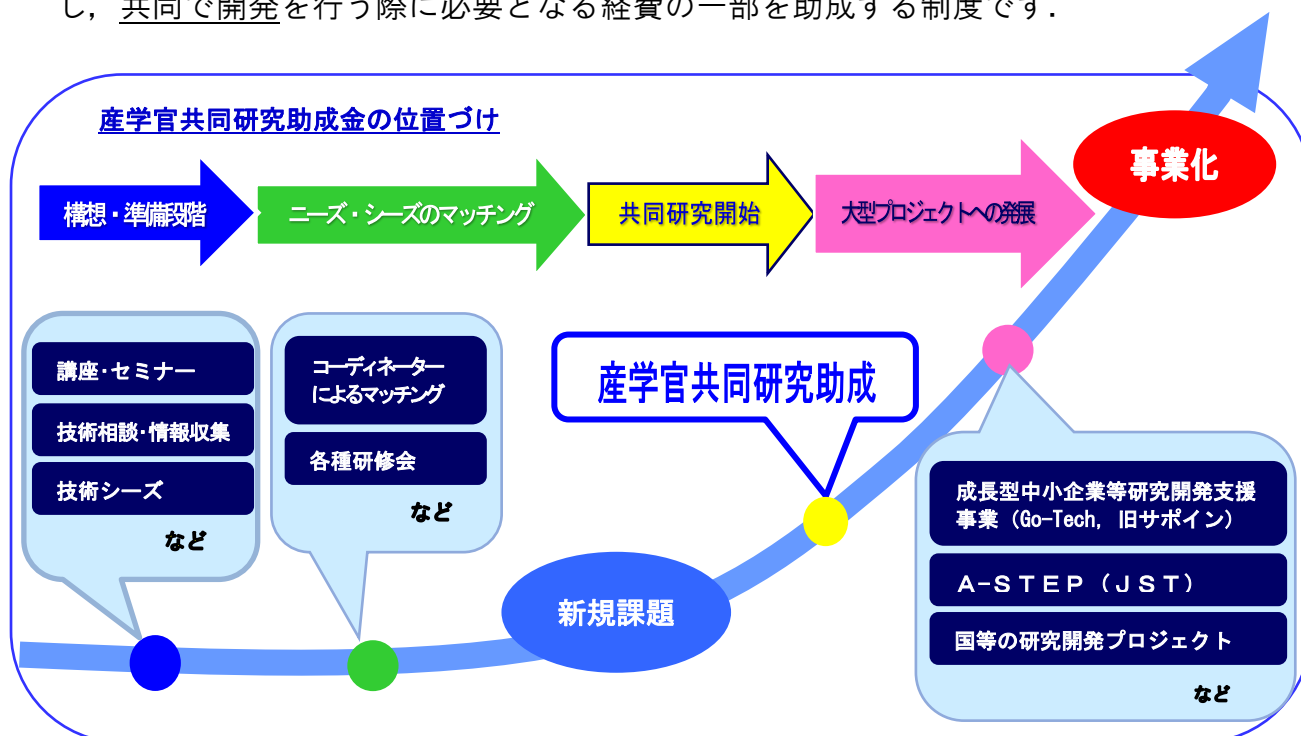 し，共同で開発を行う際に必要となる経費の一部を助成する制度です．
産学官共同研究助成金の位置づけ
構想・準備段階
ニーズ・シーズのマッチング
共同研究開始
大型プロジェクトへの発展
事業化
講座・セミナー
技術相談・情報収集
技術シーズ
など
コーディネーター
によるマッチング
各種研修会
など
産学官共同研究助成
新規課題
成長型中小企業等研究開発支援
事業（Go-Tech，旧サポイン）
Ａ－ＳＴＥＰ（ＪＳＴ）
国等の研究開発プロジェクト
など